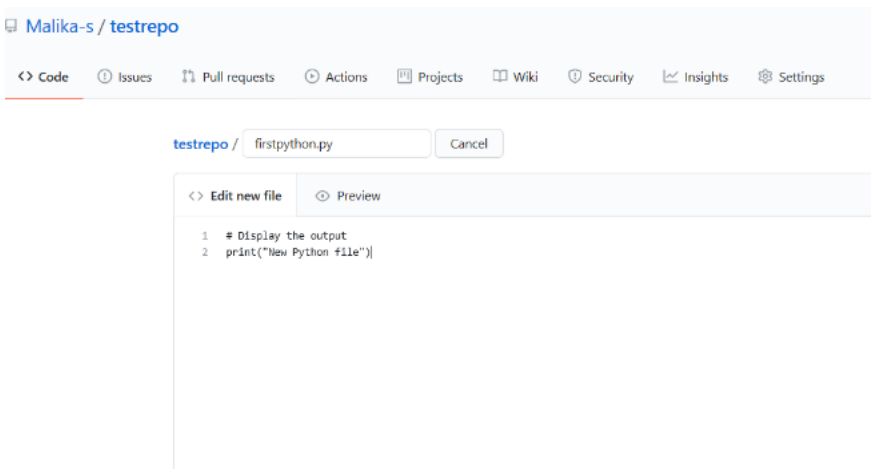 Malika-s / testrepo
<> Code Issues Pull requests Actions Projects Wiki Security Insights Settings
testrepo / firstpython.py Cancel
<> Edit new file Preview
1 # Display the output
2 print("New Python file")